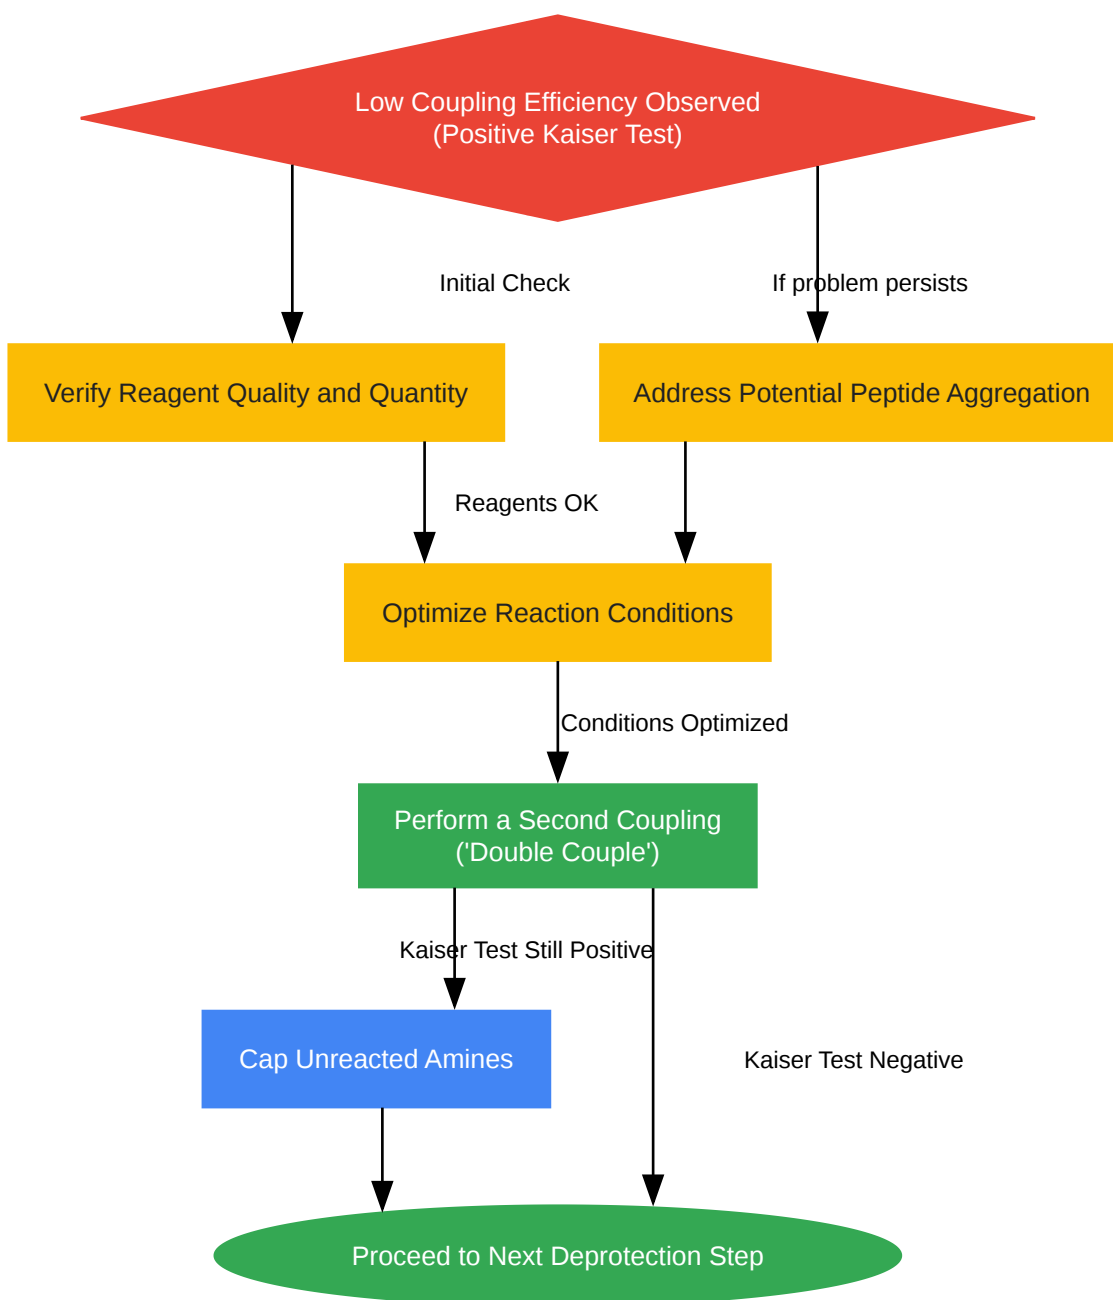 Low Coupling Efficiency Observed
(Positive Kaiser Test)
Initial Check
If problem persists
Verify Reagent Quality and Quantity
Address Potential Peptide Aggregation
Reagents OK
Optimize Reaction Conditions
Conditions Optimized
Perform a Second Coupling
('Double Couple')
Kaiser Test Still Positive
Cap Unreacted Amines
Kaiser Test Negative
Proceed to Next Deprotection Step